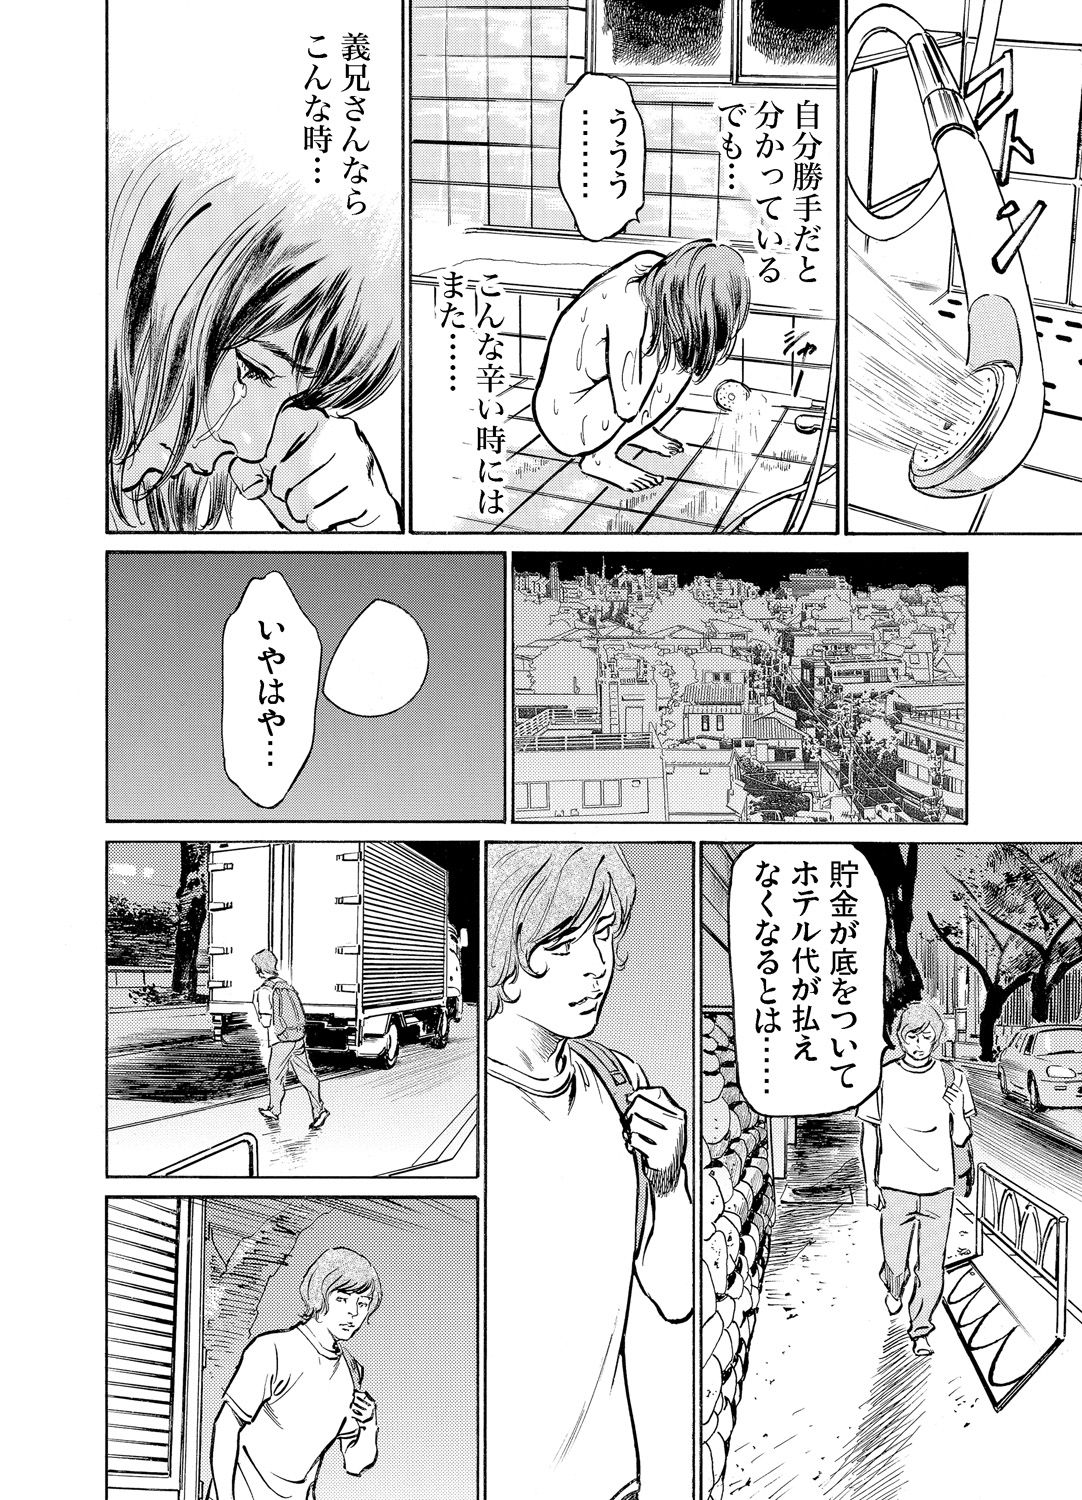 ゴトン
自分勝手だと
分かっている
でも…
ううう
………
シャー
こんな辛い時には
また……
義兄さんなら
こんな時…
いやはや…
貯金が底をついて
ホテル代が払え
なくなるとは……